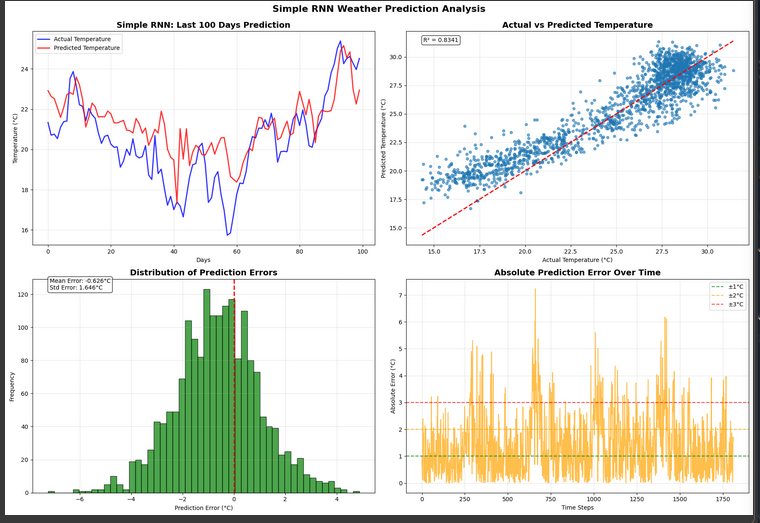 Simple RNN Weather Prediction Analysis
Simple RNN: Last 100 Days Prediction
Actual Temperature
Predicted Temperature
Temperature (°C)
24
22
20
18
16
0
20
40
60
80
100
Days
Actual vs Predicted Temperature
R² = 0.8341
Predicted Temperature (°C)
30.0
27.5
25.0
22.5
20.0
17.5
15.0
15.0
17.5
20.0
22.5
25.0
27.5
30.0
Actual Temperature (°C)
Distribution of Prediction Errors
Mean Error: -0.626°C
Std Error: 1.646°C
Frequency
120
100
80
60
40
20
0
−6
−4
−2
0
2
4
Prediction Error (°C)
Absolute Prediction Error Over Time
±1°C
±2°C
±3°C
Absolute Error (°C)
7
6
5
4
3
2
1
0
0
250
500
750
1000
1250
1500
1750
Time Steps